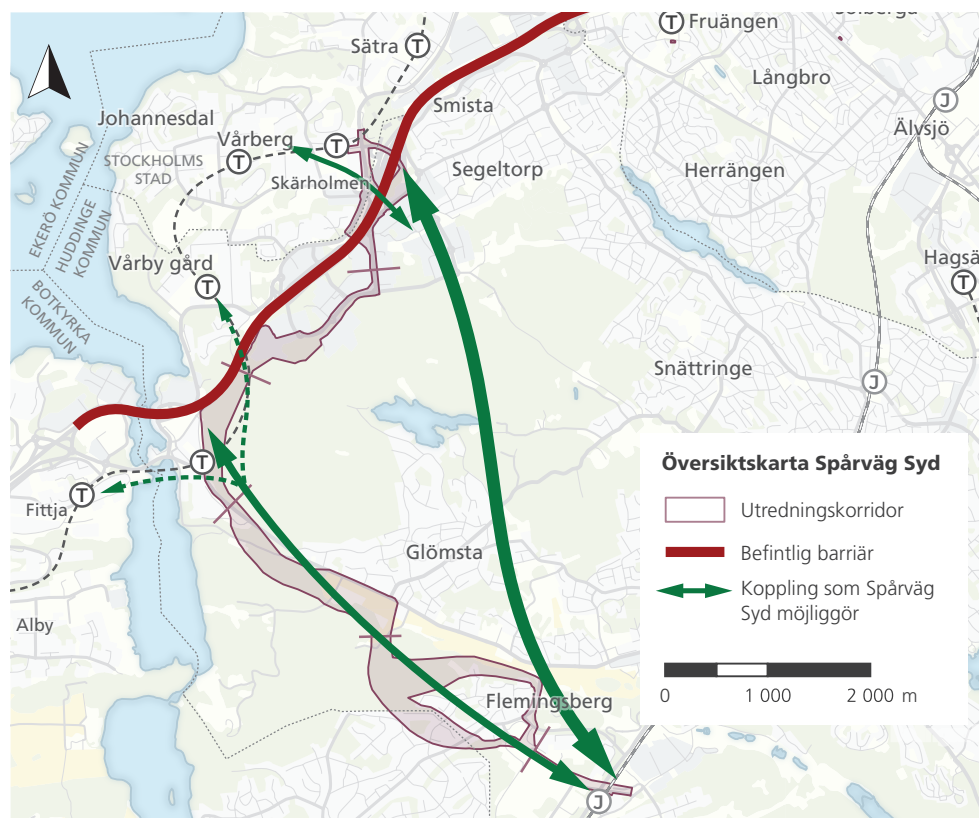 Fruängen
Solberga
Sätra
Långbro
Smista
Johannesdal
Älvsjö
Vårberg
STOCKHOLMS
STAD
Segeltorp
Herrängen
Skärholmen
EKERÖ KOMMUN
HUDDINGE
KOMMUN
Vårby gård
Hagsä
BOTKYRKA
KOMMUN
Snättringe
Fittja
Glömsta
Alby
Flemingsberg
T
T
T
T
T
T
T
T
J
J
J
Översiktskarta Spårväg Syd
Utredningskorridor
Befintlig barriär
Koppling som Spårväg
Syd möjliggör
0 1 000 2 000 m